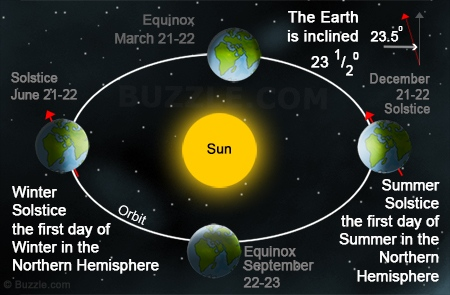 Equinox
March 21-22
The Earth
is inclined
23 1/2°
23.5°
Solstice
June 21-22
BUZZLE.COM
December
21-22
Solstice
Sun
Winter
Solstice
the first day of
Winter in the
Northern Hemisphere
Orbit
Summer
Solstice
the first day of
Summer in the
Northern
Hemisphere
Equinox
September
22-23
© Buzzle.com